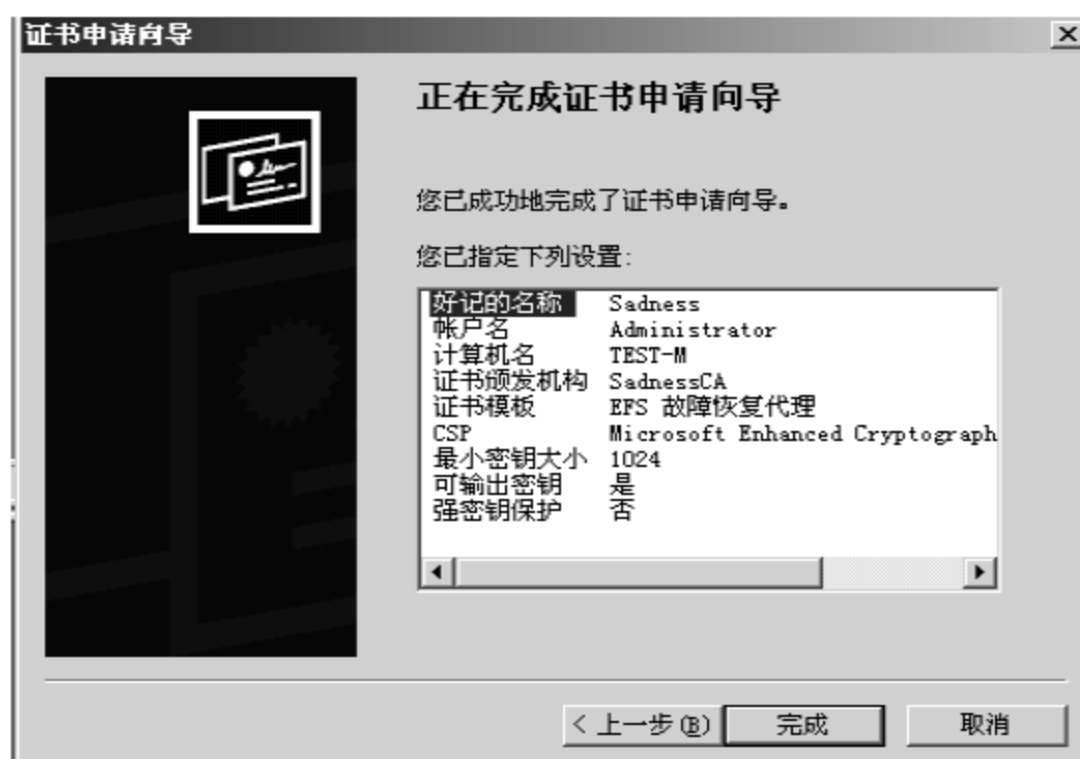 证书申请向导
正在完成证书申请向导
您已成功地完成了证书申请向导。
您已指定下列设置:
好记的名称 Sadness
帐户名 Administrator
计算机名 TEST-M
证书颁发机构 SadnessCA
证书模板 EFS 故障恢复代理
CSP Microsoft Enhanced Cryptograph
最小密钥大小 1024
可输出密钥 是
强密钥保护 否
< 上一步(B) 完成 取消